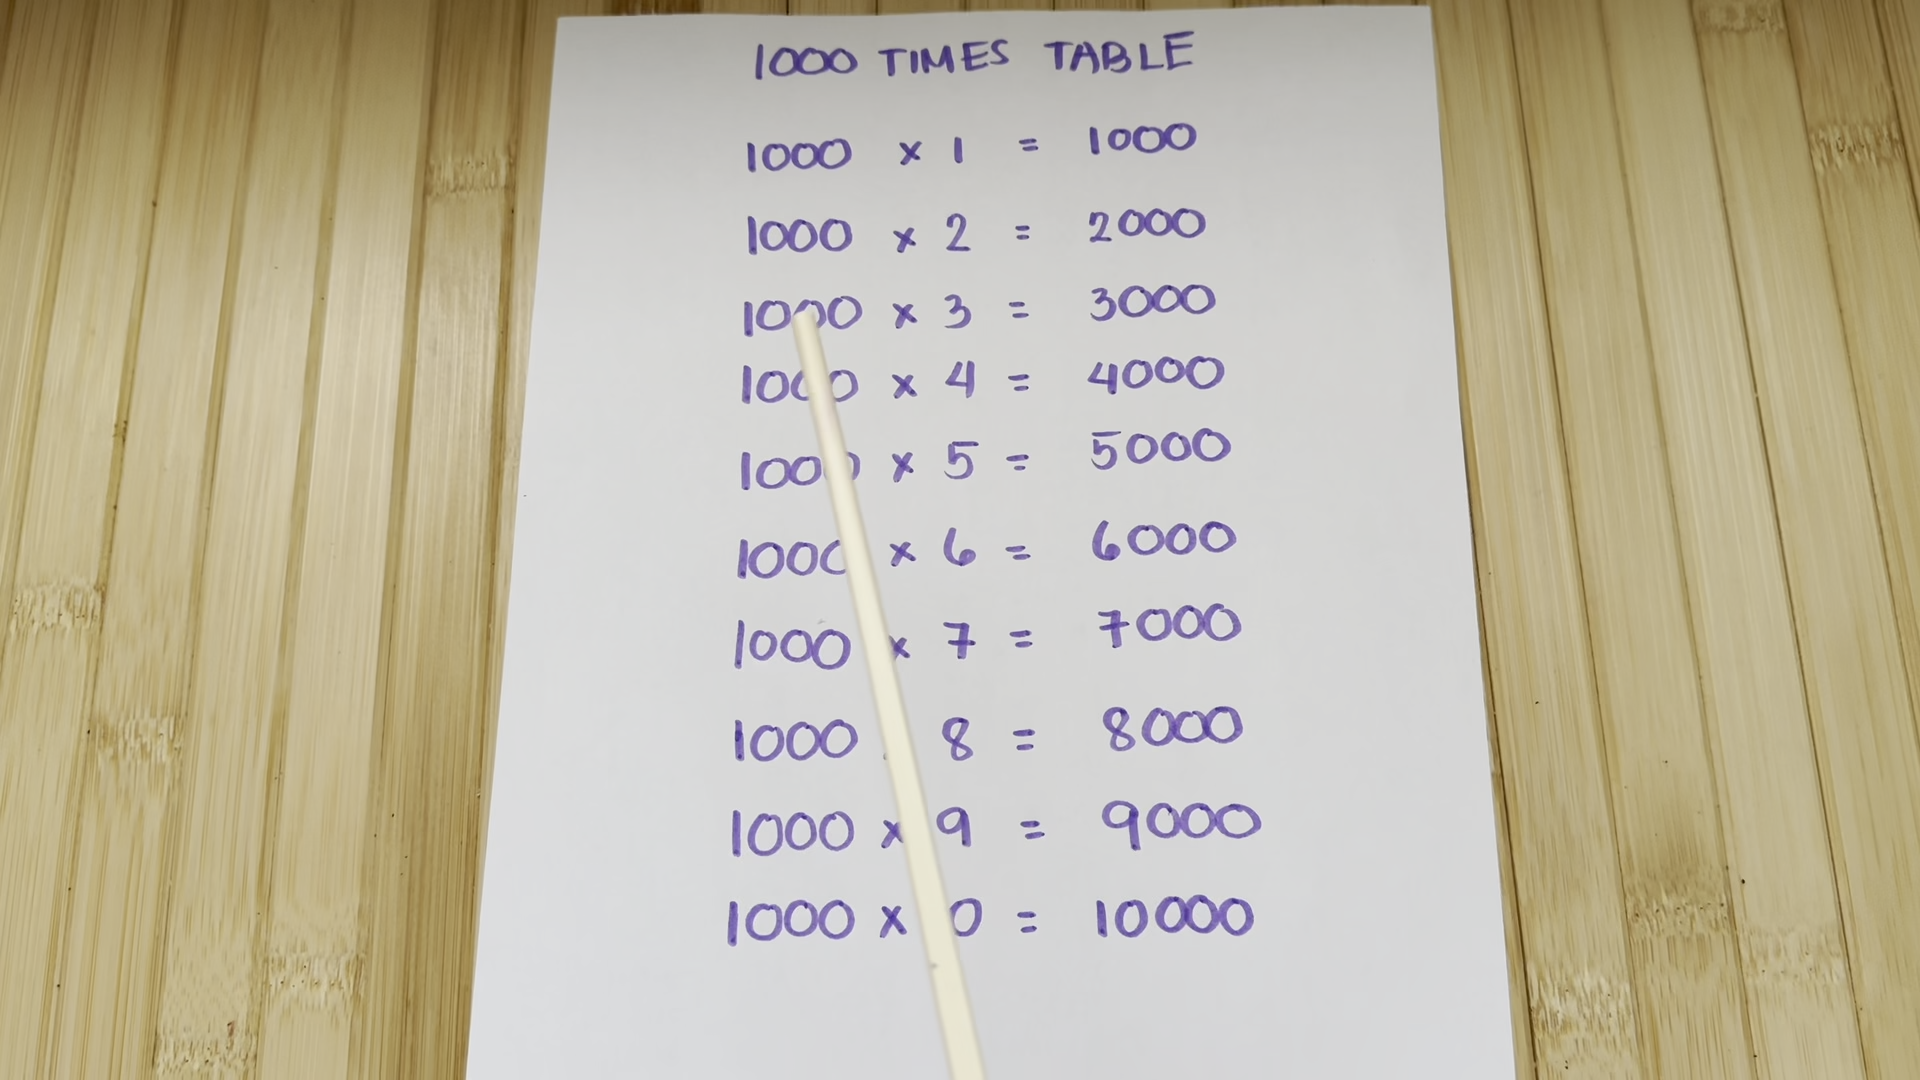 1000 TIMES TABLE
1000 x 1 = 1000
1000 x 2 = 2000
1000 x 3 = 3000
1000 x 4 = 4000
1000 x 5 = 5000
1000 x 6 = 6000
1000 x 7 = 7000
1000 8 = 8000
1000 x 9 = 9000
1000 x 0 = 10000